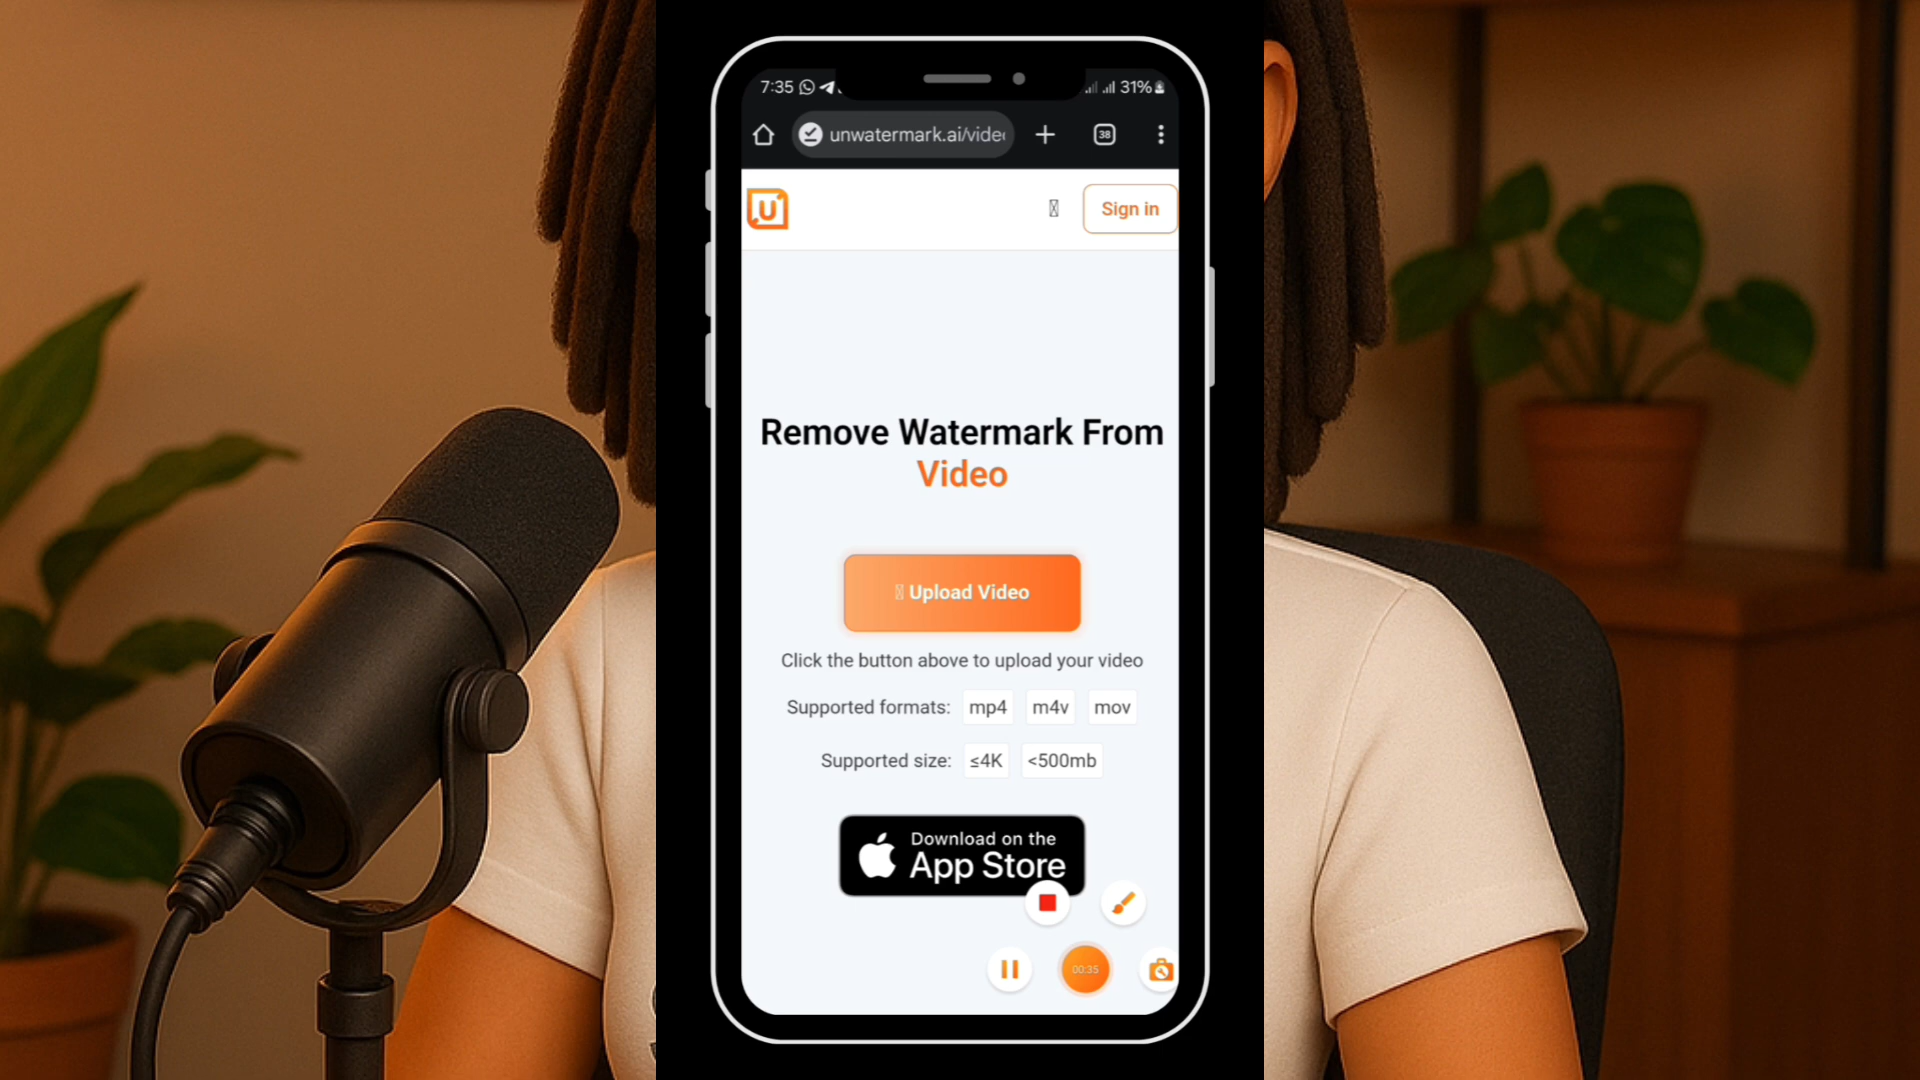 7:35
31%
unwatermark.ai/vide
38
U
Sign in
Remove Watermark From
Video
Upload Video
Click the button above to upload your video
Supported formats: mp4 m4v mov
Supported size: ≤4K <500mb
Download on the
App Store
00:35